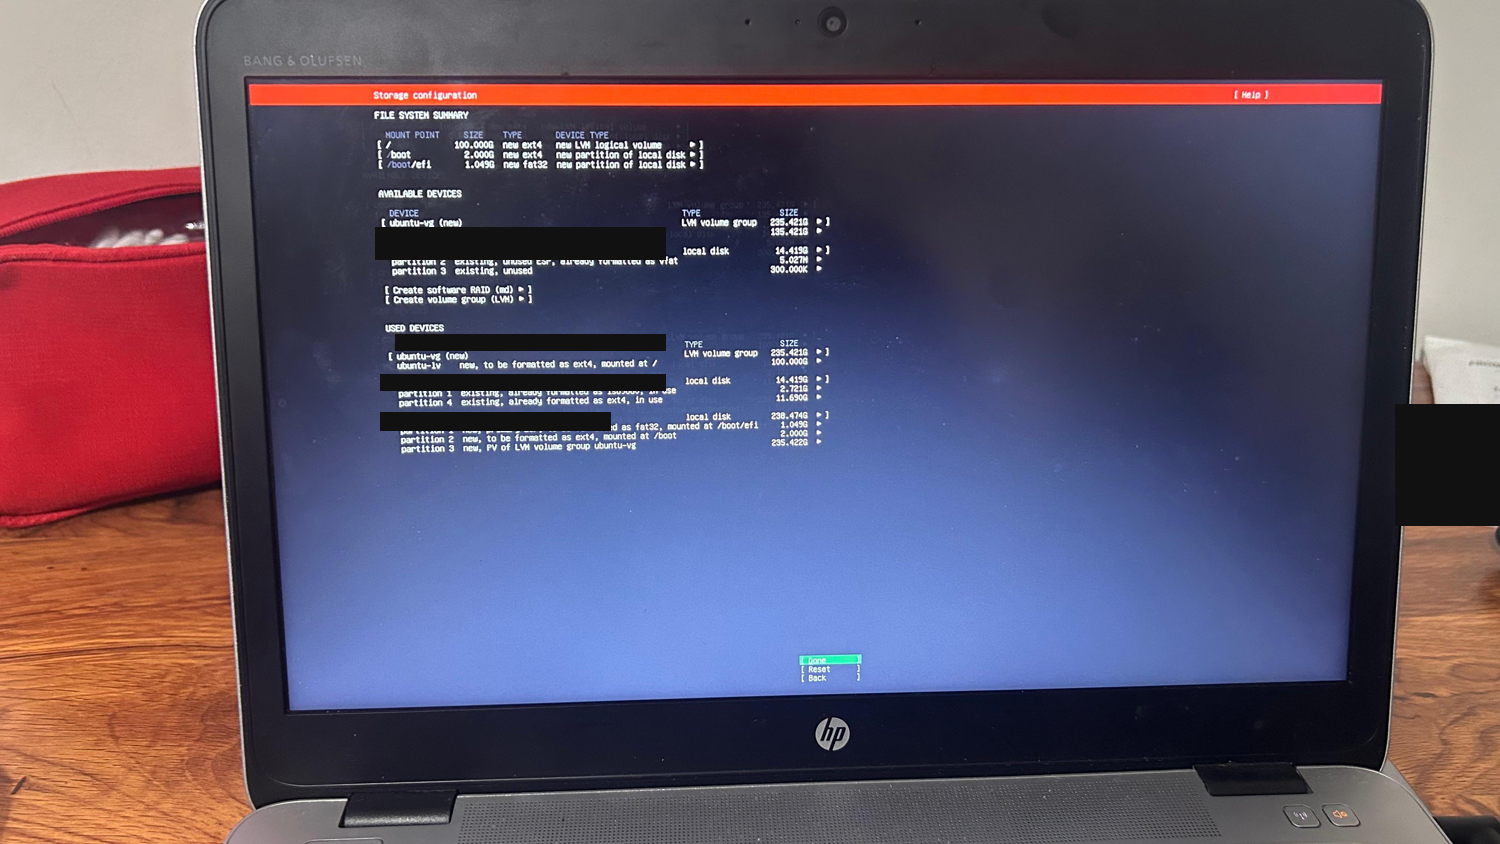 BANG & OLUFSEN
Storage configuration [ Help ]
FILE SYSTEM SUMMARY
MOUNT POINT SIZE TYPE DEVICE TYPE
[ / 100.000G new ext4 new LVM logical volume ▸ ]
[ /boot 2.000G new ext4 new partition of local disk ▸ ]
[ /boot/efi 1.049G new fat32 new partition of local disk ▸ ]
AVAILABLE DEVICES
DEVICE TYPE SIZE
[ ubuntu-vg (new) LVM volume group 235.421G ▸ ]
135.421G ▸
local disk 14.419G ▸ ]
partition 2 existing, unused ESP, already formatted as vfat 5.027M ▸
partition 3 existing, unused 300.000K ▸
[ Create software RAID (md) ▸ ]
[ Create volume group (LVM) ▸ ]
USED DEVICES
TYPE SIZE
[ ubuntu-vg (new) LVM volume group 235.421G ▸ ]
ubuntu-lv new, to be formatted as ext4, mounted at / 100.000G ▸
local disk 14.419G ▸ ]
partition 1 existing, already formatted as iso9660, in use 2.721G ▸
partition 4 existing, already formatted as ext4, in use 11.690G ▸
local disk 238.474G ▸ ]
as fat32, mounted at /boot/efi 1.049G ▸
partition 2 new, to be formatted as ext4, mounted at /boot 2.000G ▸
partition 3 new, PV of LVM volume group ubuntu-vg 235.422G ▸
[ Done ]
[ Reset ]
[ Back ]
hp